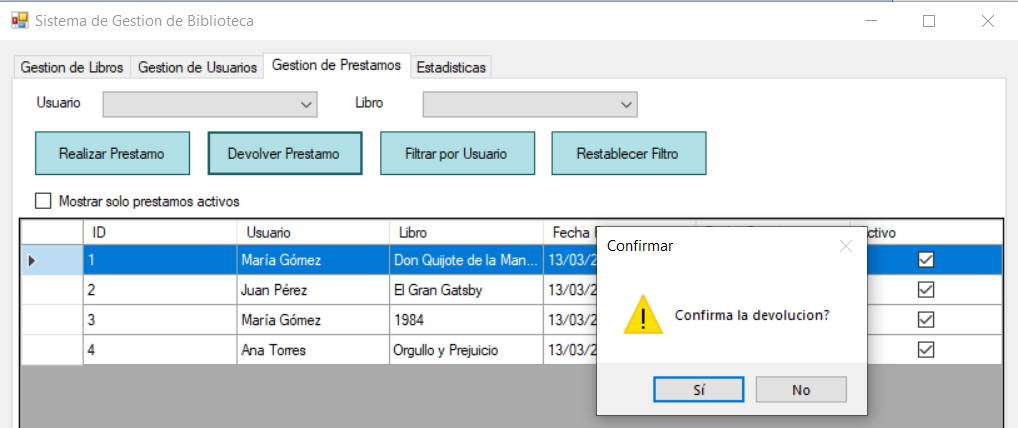 Sistema de Gestion de Biblioteca
Gestion de Libros Gestion de Usuarios Gestion de Prestamos Estadisticas
Usuario Libro
Realizar Prestamo Devolver Prestamo Filtrar por Usuario Restablecer Filtro
Mostrar solo prestamos activos
ID Usuario Libro Fecha
1 María Gómez Don Quijote de la Man... 13/03/2
2 Juan Pérez El Gran Gatsby 13/03/2
3 María Gómez 1984 13/03/2
4 Ana Torres Orgullo y Prejuicio 13/03/2
Confirmar
Confirma la devolucion?
Sí No